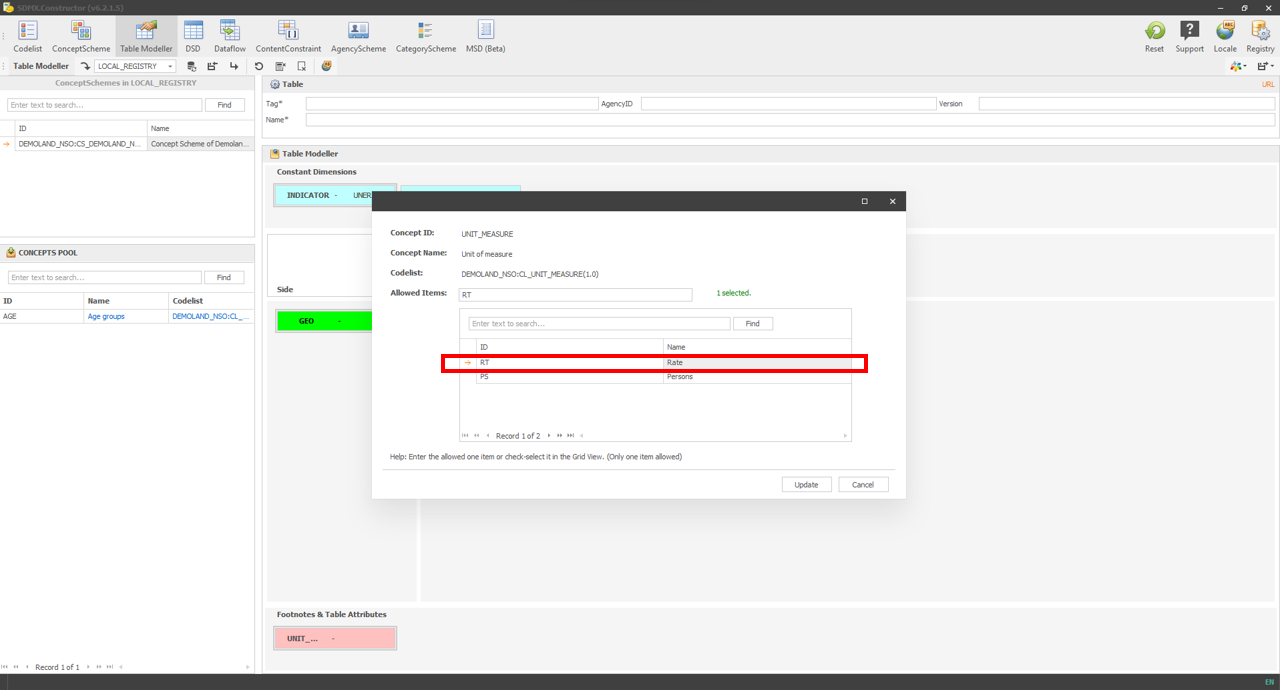 SDMX.Constructor (v6.2.1.5)
Codelist ConceptScheme Table Modeller DSD Dataflow ContentConstraint AgencyScheme CategoryScheme MSD (Beta) Reset Support Locale Registry
Table Modeller LOCAL_REGISTRY
ConceptSchemes in LOCAL_REGISTRY
Enter text to search... Find
ID Name
DEMOLAND_NSO:CS_DEMOLAND_N... Concept Scheme of Demolan...
CONCEPTS POOL
Enter text to search... Find
ID Name Codelist
AGE Age groups DEMOLAND_NSO:CL_...
Record 1 of 1
Table URL
Tag* AgencyID Version
Name*
Table Modeller
Constant Dimensions
INDICATOR - UNER
Side
GEO -
Concept ID: UNIT_MEASURE
Concept Name: Unit of measure
Codelist: DEMOLAND_NSO:CL_UNIT_MEASURE(1.0)
Allowed Items: RT 1 selected.
Enter text to search... Find
ID Name
RT Rate
PS Persons
Record 1 of 2
Help: Enter the allowed one item or check-select it in the Grid View. (Only one item allowed)
Update Cancel
Footnotes & Table Attributes
UNIT_... -
EN